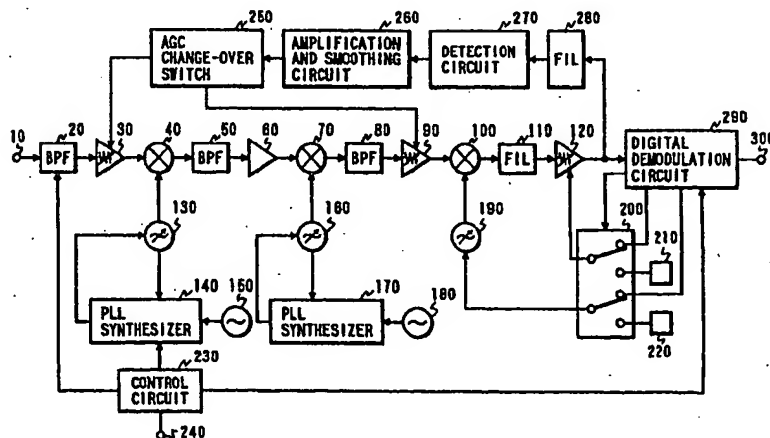 250
260
270
280
AGC
CHANGE-OVER
SWITCH
AMPLIFICATION
AND SMOOTHING
CIRCUIT
DETECTION
CIRCUIT
FIL
10
20
30
40
50
60
70
80
90
100
110
120
290
300
BPF
BPF
BPF
FIL
DIGITAL
DEMODULATION
CIRCUIT
130
160
190
200
210
140
150
170
180
PLL
SYNTHESIZER
PLL
SYNTHESIZER
220
230
CONTROL
CIRCUIT
240